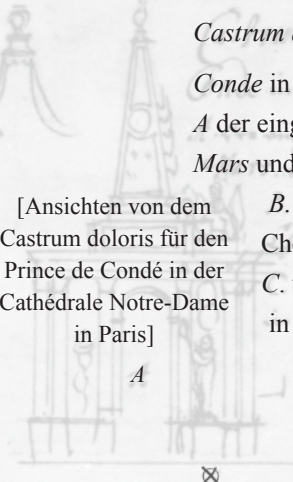 Castrum
Conde in
A der eing
Mars und
B.
[Ansichten von dem
Castrum doloris für den
Prince de Condé in der
Cathédrale Notre-Dame
in Paris]
A
C.
in